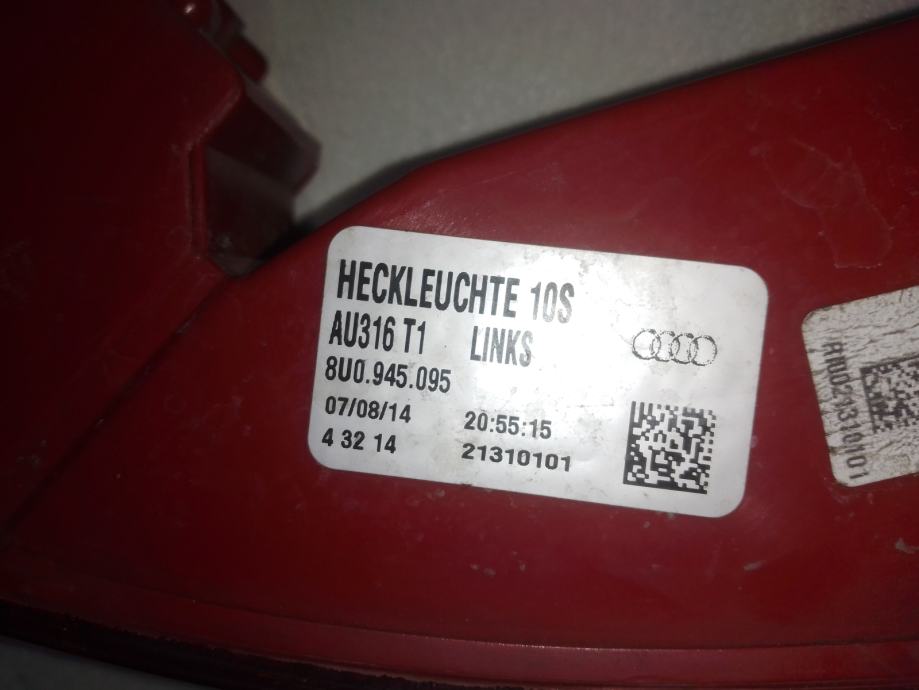 HECKLEUCHTE 10S
AU316 T1 LINKS
8U0.945.095
07/08/14 20:55:15
4 32 14 21310101